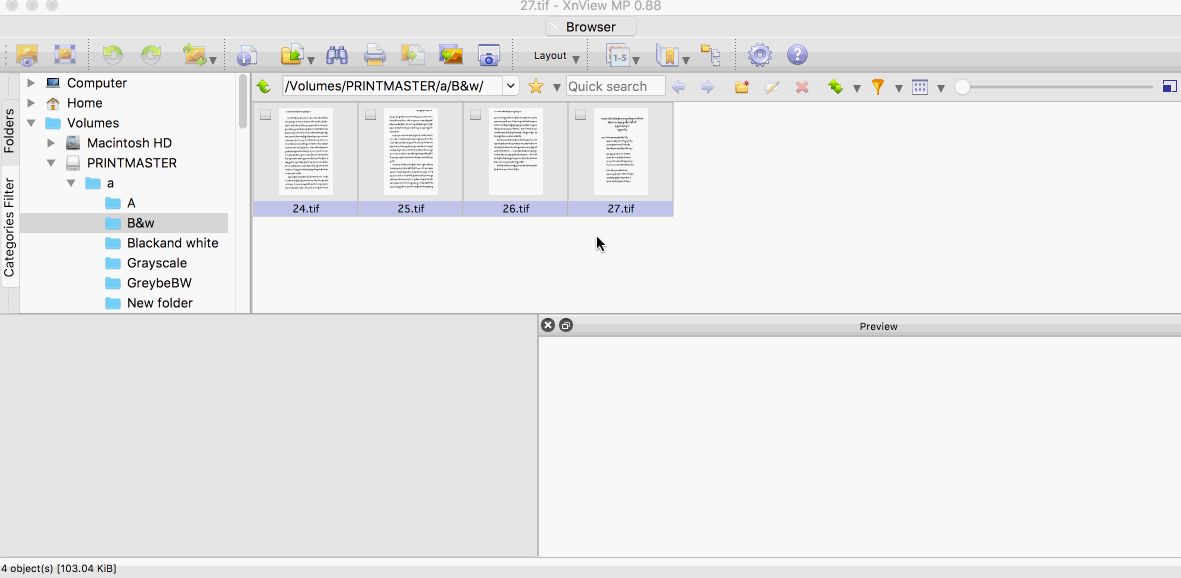 27.tif - XnView MP 0.88
Browser
Layout
1-5
/Volumes/PRINTMASTER/a/B&w/
Quick search
Folders
Categories Filter
Computer
Home
Volumes
Macintosh HD
PRINTMASTER
a
A
B&w
Blackand white
Grayscale
GreybeBW
New folder
24.tif
25.tif
26.tif
27.tif
Preview
4 object(s) [103.04 KiB]